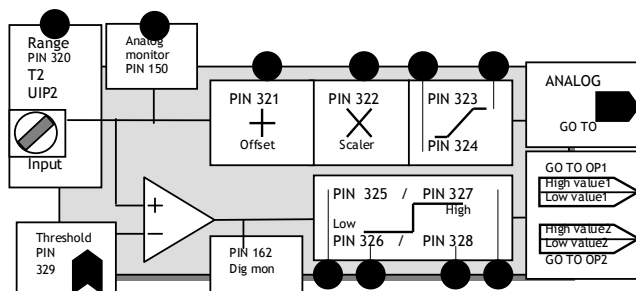 Range
PIN 320
T2
UIP2
Input
Analog
monitor
PIN 150
PIN 321
Offset
PIN 322
Scaler
PIN 323
PIN 324
ANALOG
GO TO
PIN 325 / PIN 327
Low High
PIN 326 / PIN 328
GO TO OP1
High value1
Low value1
High value2
Low value2
GO TO OP2
Threshold
PIN
329
PIN 162
Dig mon